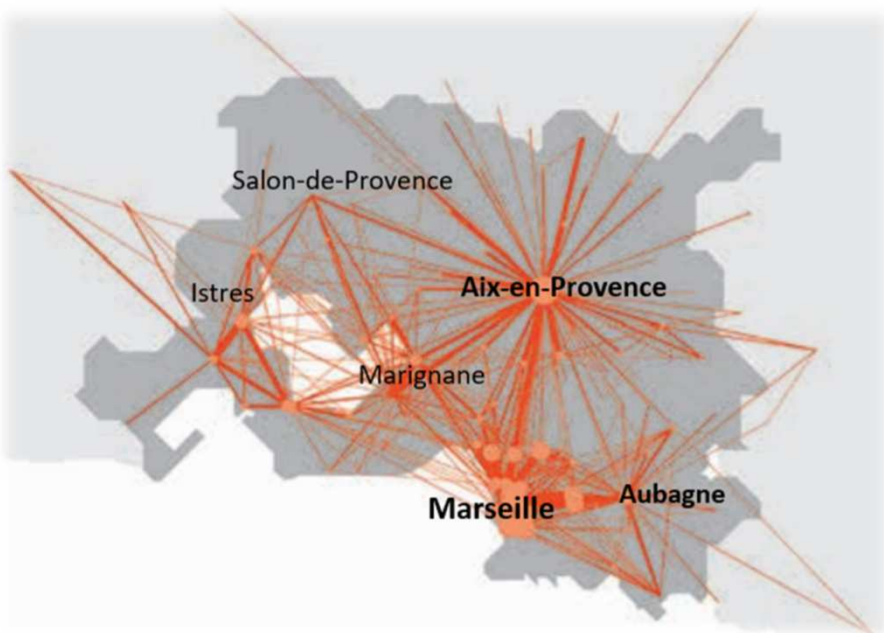 Salon-de-Provence
Istres
Aix-en-Provence
Marignane
Aubagne
Marseille